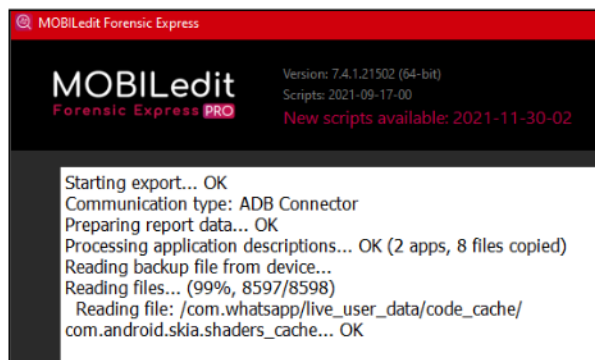 MOBILedit Forensic Express
MOBILedit
Forensic Express PRO
Version: 7.4.1.21502 (64-bit)
Scripts: 2021-09-17-00
New scripts available: 2021-11-30-02
Starting export... OK
Communication type: ADB Connector
Preparing report data... OK
Processing application descriptions... OK (2 apps, 8 files copied)
Reading backup file from device...
Reading files... (99%, 8597/8598)
Reading file: /com.whatsapp/live_user_data/code_cache/
com.android.skia.shaders_cache... OK